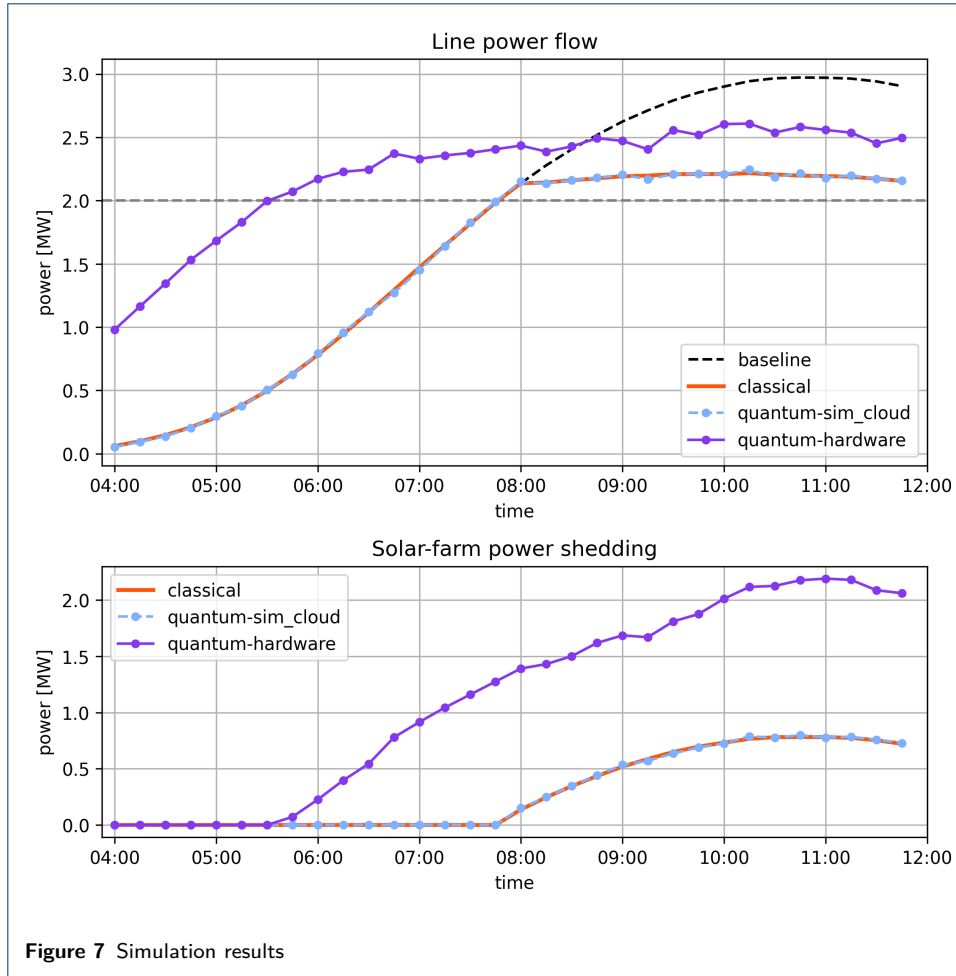 Line power flow
3.0
2.5
2.0
1.5
1.0
0.5
0.0
power [MW]
baseline
classical
quantum-sim_cloud
quantum-hardware
04:00 05:00 06:00 07:00 08:00 09:00 10:00 11:00 12:00
time
Solar-farm power shedding
classical
quantum-sim_cloud
quantum-hardware
2.0
1.5
1.0
0.5
0.0
power [MW]
04:00 05:00 06:00 07:00 08:00 09:00 10:00 11:00 12:00
time
Figure 7 Simulation results